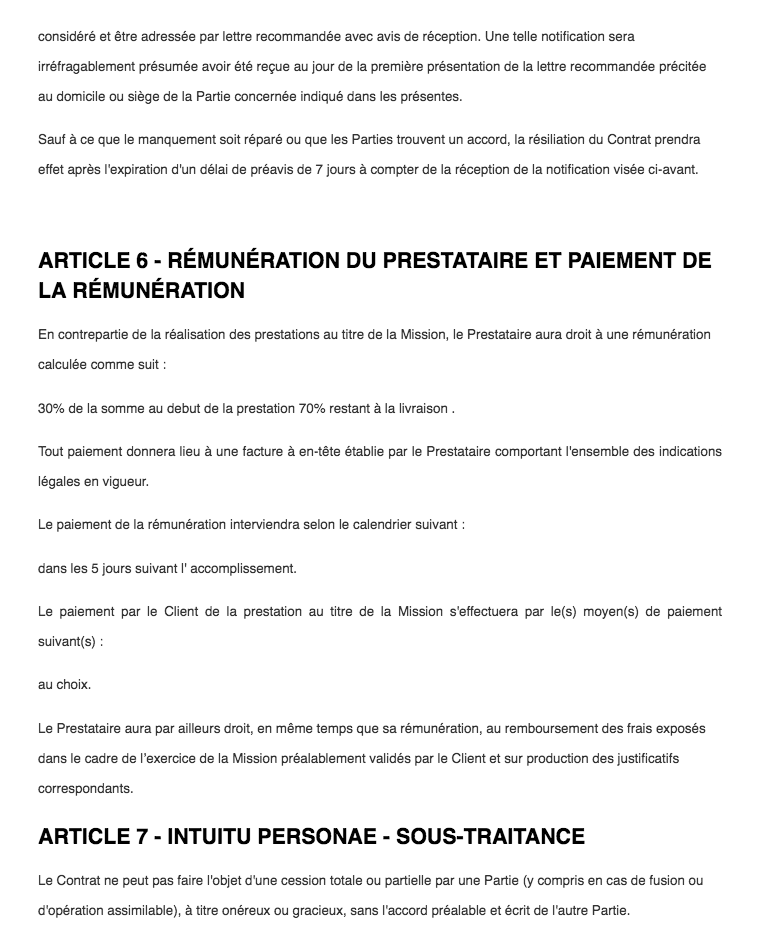 considéré et être adressée par lettre recommandée avec avis de réception. Une telle notification sera
irréfragablement présumée avoir été reçue au jour de la première présentation de la lettre recommandée précitée
au domicile ou siège de la Partie concernée indiqué dans les présentes.
Sauf à ce que le manquement soit réparé ou que les Parties trouvent un accord, la résiliation du Contrat prendra
effet après l'expiration d'un délai de préavis de 7 jours à compter de la réception de la notification visée ci-avant.
ARTICLE 6 - RÉMUNÉRATION DU PRESTATAIRE ET PAIEMENT DE
LA RÉMUNÉRATION
En contrepartie de la réalisation des prestations au titre de la Mission, le Prestataire aura droit à une rémunération
calculée comme suit :
30% de la somme au debut de la prestation 70% restant à la livraison .
Tout paiement donnera lieu à une facture à en-tête établie par le Prestataire comportant l'ensemble des indications
légales en vigueur.
Le paiement de la rémunération interviendra selon le calendrier suivant :
dans les 5 jours suivant l' accomplissement.
Le paiement par le Client de la prestation au titre de la Mission s'effectuera par le(s) moyen(s) de paiement
suivant(s) :
au choix.
Le Prestataire aura par ailleurs droit, en même temps que sa rémunération, au remboursement des frais exposés
dans le cadre de l'exercice de la Mission préalablement validés par le Client et sur production des justificatifs
correspondants.
ARTICLE 7 - INTUITU PERSONAE - SOUS-TRAITANCE
Le Contrat ne peut pas faire l'objet d'une cession totale ou partielle par une Partie (y compris en cas de fusion ou
d'opération assimilable), à titre onéreux ou gracieux, sans l'accord préalable et écrit de l'autre Partie.